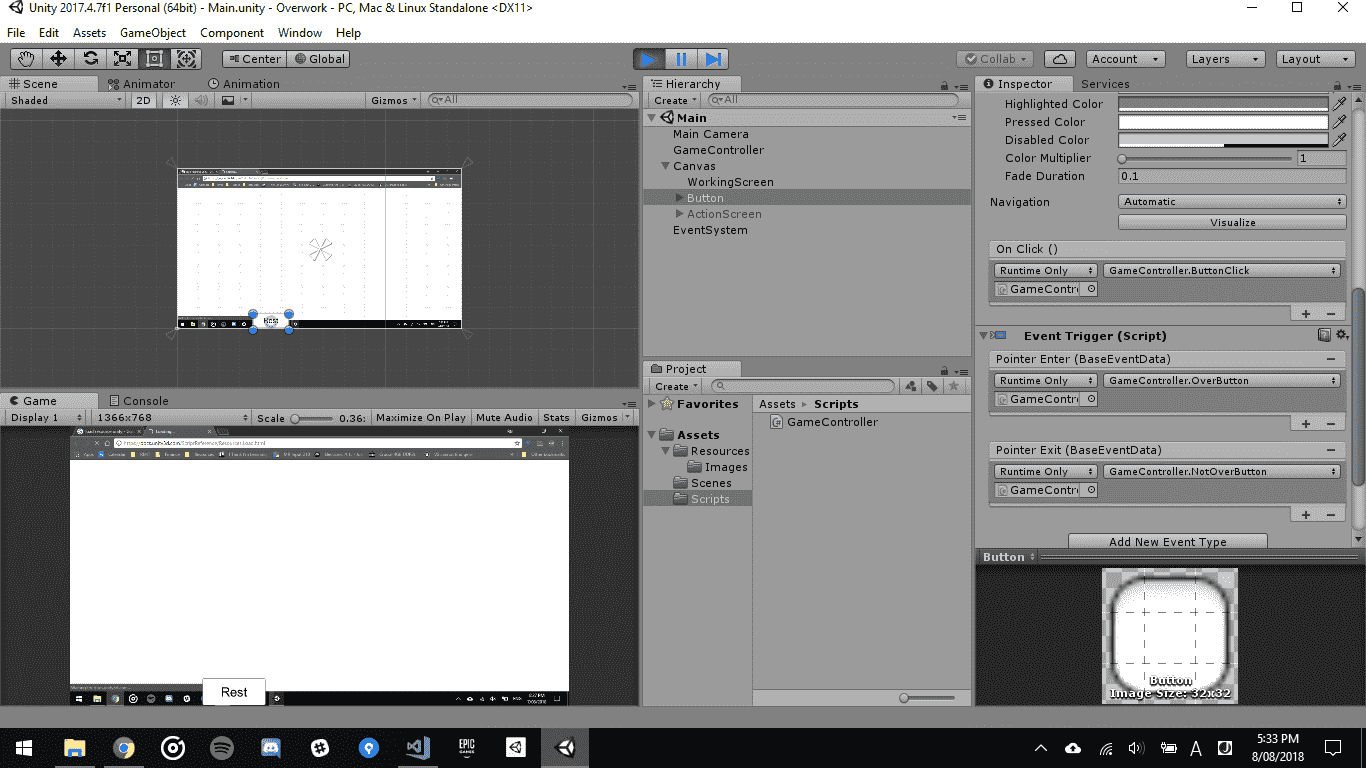 Unity 2017.4.7f1 Personal (64bit) - Main.unity - Overwork - PC, Mac & Linux Standalone <DX11>
File Edit Assets GameObject Component Window Help
Center Global Collab Account Layers Layout
Scene Animator Animation
Shaded 2D Gizmos All
Rest
Game Console
Display 1 1366x768 Scale 0.36: Maximize On Play Mute Audio Stats Gizmos
Rest
Hierarchy
Create All
Main
Main Camera
GameController
Canvas
WorkingScreen
Button
ActionScreen
EventSystem
Project
Create
Favorites
Assets
Resources
Images
Scenes
Scripts
Assets Scripts
GameController
Inspector Services
Highlighted Color
Pressed Color
Disabled Color
Color Multiplier 1
Fade Duration 0.1
Navigation Automatic
Visualize
On Click ()
Runtime Only GameController.ButtonClick
GameContr
Event Trigger (Script)
Pointer Enter (BaseEventData)
Runtime Only GameController.OverButton
GameContr
Pointer Exit (BaseEventData)
Runtime Only GameController.NotOverButton
GameContr
Add New Event Type
Button
Button
Image Size: 32x32
EPIC
GAMES
A
5:33 PM
8/08/2018